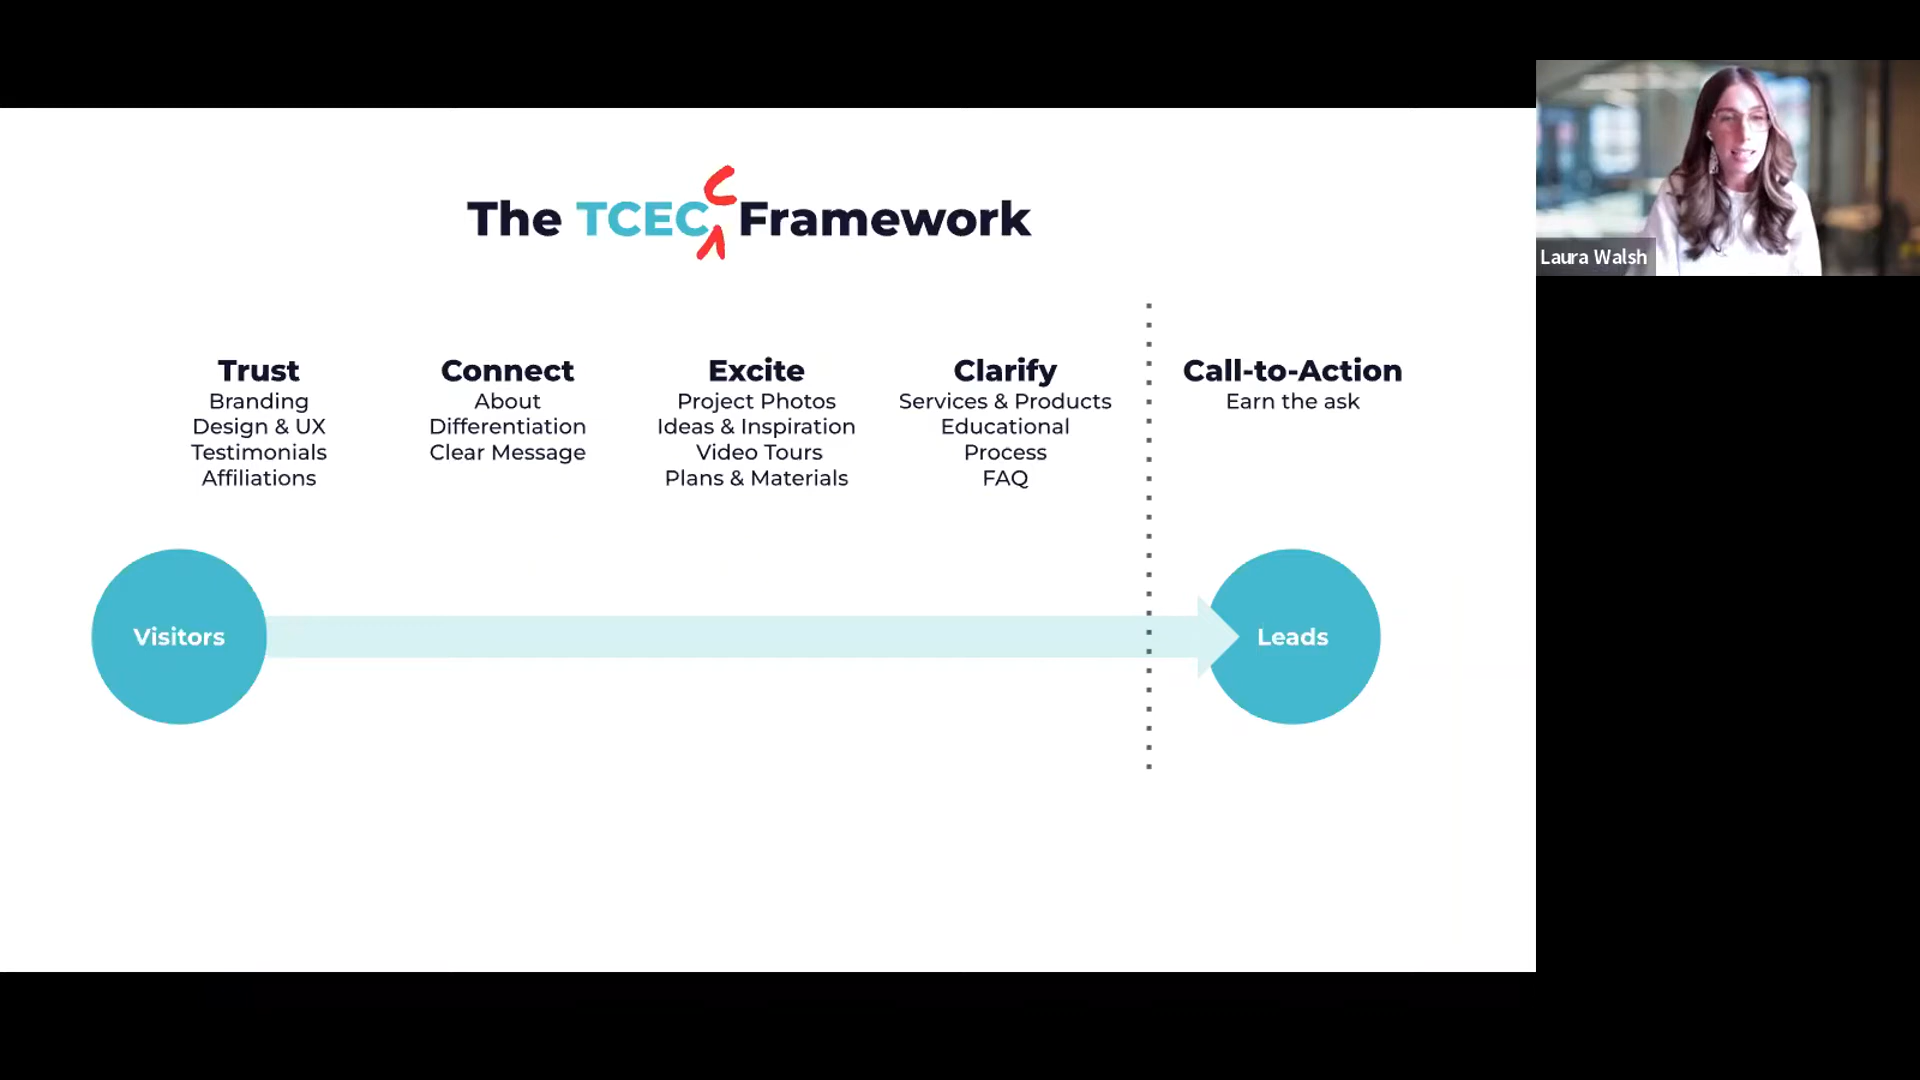 The TCEC Framework
C
Trust
Branding
Design & UX
Testimonials
Affiliations
Connect
About
Differentiation
Clear Message
Excite
Project Photos
Ideas & Inspiration
Video Tours
Plans & Materials
Clarify
Services & Products
Educational
Process
FAQ
Call-to-Action
Earn the ask
Visitors
Leads
Laura Walsh